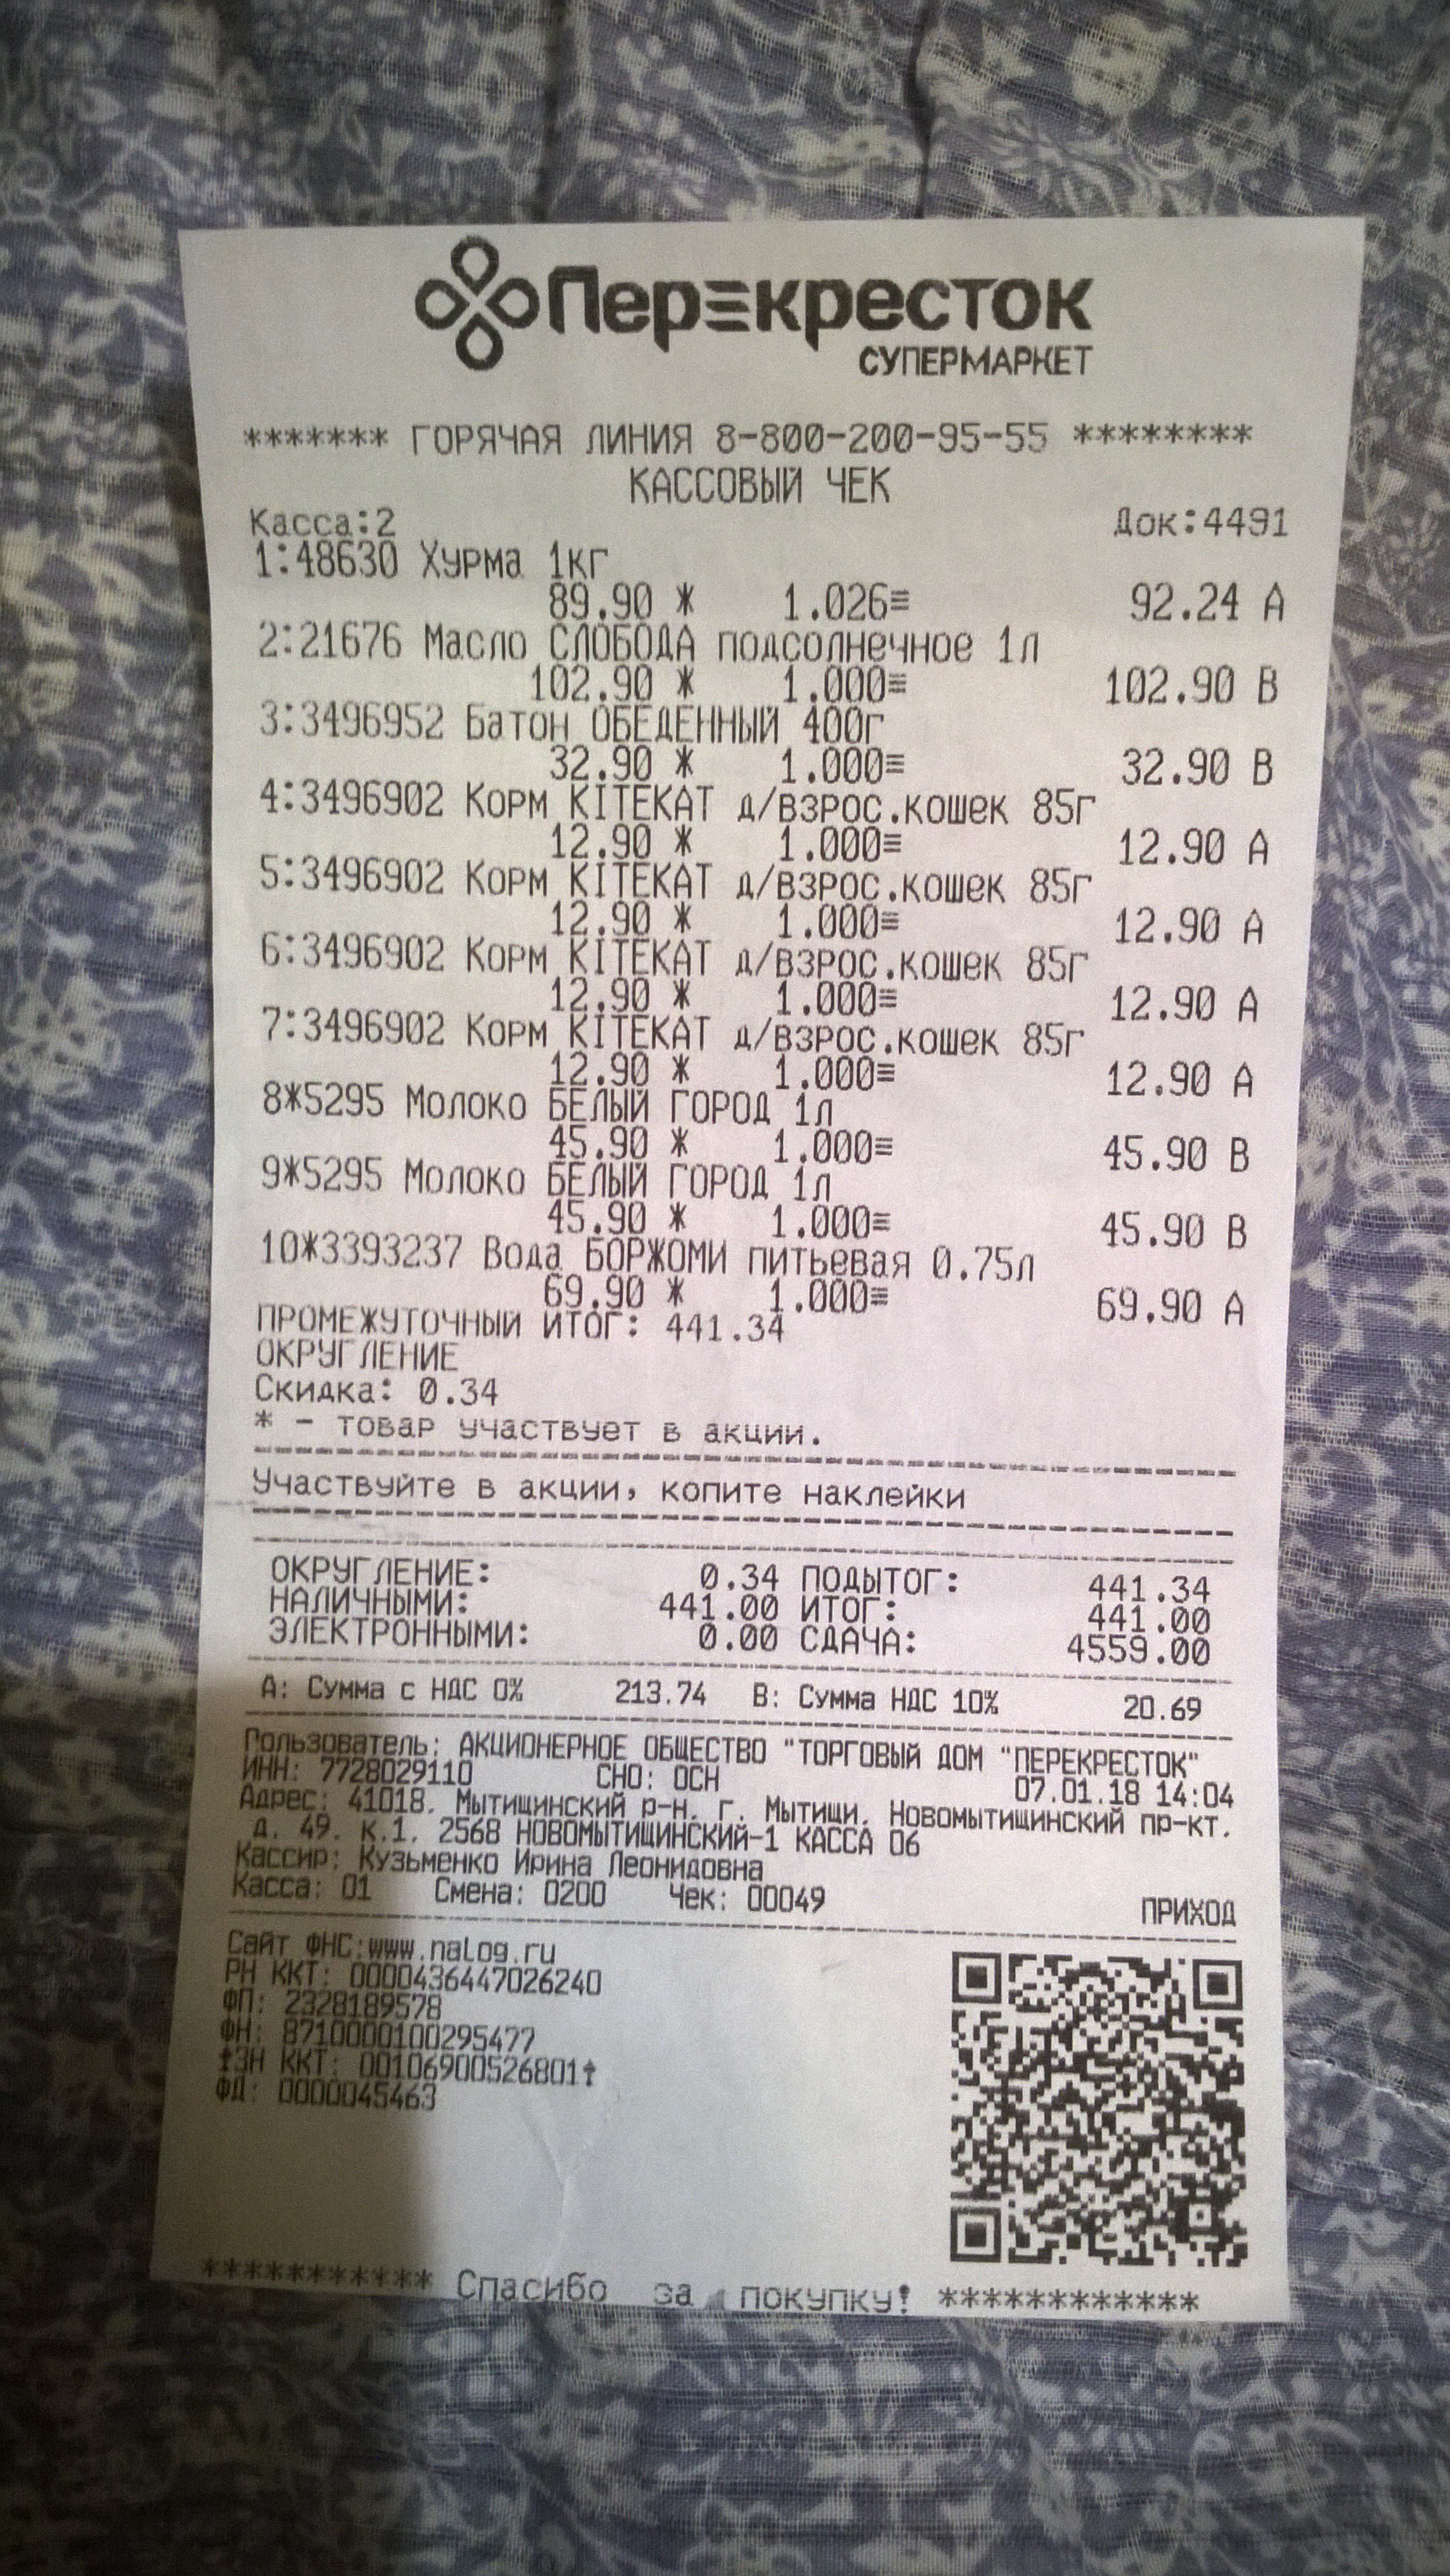 Перекресток
СУПЕРМАРКЕТ
******* ГОРЯЧАЯ ЛИНИЯ 8-800-200-95-55 ********
КАССОВЫЙ ЧЕК
Касса:2 Док:4491
1:48630 Хурма 1кг
89.90 * 1.026≡ 92.24 A
2:21676 Масло СЛОБОДА подсолнечное 1л
102.90 * 1.000≡ 102.90 B
3:3496952 Батон ОБЕДЕННЫЙ 400г
32.90 * 1.000≡ 32.90 B
4:3496902 Корм KITEKAT д/взрос.кошек 85г
12.90 * 1.000≡ 12.90 A
5:3496902 Корм KITEKAT д/взрос.кошек 85г
12.90 * 1.000≡ 12.90 A
6:3496902 Корм KITEKAT д/взрос.кошек 85г
12.90 * 1.000≡ 12.90 A
7:3496902 Корм KITEKAT д/взрос.кошек 85г
12.90 * 1.000≡ 12.90 A
8*5295 Молоко БЕЛЫЙ ГОРОД 1л
45.90 * 1.000≡ 45.90 B
9*5295 Молоко БЕЛЫЙ ГОРОД 1л
45.90 * 1.000≡ 45.90 B
10*3393237 Вода БОРЖОМИ питьевая 0.75л
69.90 * 1.000≡ 69.90 A
ПРОМЕЖУТОЧНЫЙ ИТОГ: 441.34
ОКРУГЛЕНИЕ
Скидка: 0.34
* - товар участвует в акции.
Участвуйте в акции, копите наклейки
ОКРУГЛЕНИЕ: 0.34 ПОДЫТОГ: 441.34
НАЛИЧНЫМИ: 441.00 ИТОГ: 441.00
ЭЛЕКТРОННЫМИ: 0.00 СДАЧА: 4559.00
A: Сумма с НДС 0% 213.74 B: Сумма НДС 10% 20.69
Пользователь: АКЦИОНЕРНОЕ ОБЩЕСТВО "ТОРГОВЫЙ ДОМ "ПЕРЕКРЕСТОК"
ИНН: 7728029110 СНО: ОСН 07.01.18 14:04
Адрес: 41018, Мытищинский р-н, г. Мытищи, Новомытищинский пр-кт,
д. 49, к.1, 2568 НОВОМЫТИЩИНСКИЙ-1 КАССА 06
Кассир: Кузьменко Ирина Леонидовна
Касса: 01 Смена: 0200 Чек: 00049 ПРИХОД
Сайт ФНС:www.nalog.ru
РН ККТ: 0000436447026240
ФП: 2328189578
ФН: 8710000100295477
↑ЗН ККТ: 00106900526801↑
ФД: 0000045463
*********** Спасибо за покупку! ************